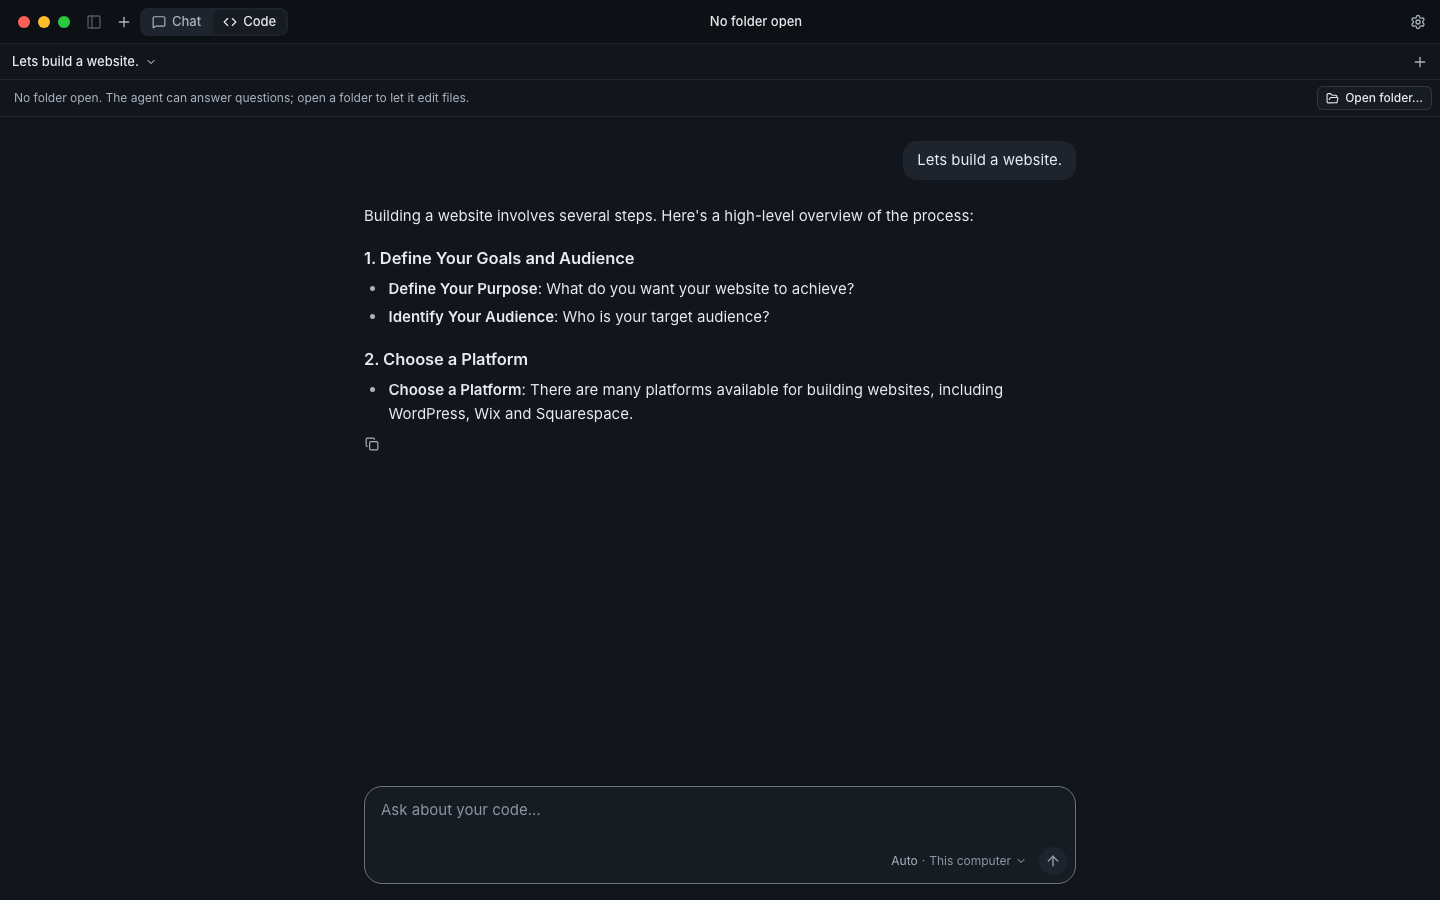 Chat
Code
No folder open
Lets build a website.
No folder open. The agent can answer questions; open a folder to let it edit files.
Open folder...
Lets build a website.
Building a website involves several steps. Here's a high-level overview of the process:
1. Define Your Goals and Audience
• Define Your Purpose: What do you want your website to achieve?
• Identify Your Audience: Who is your target audience?
2. Choose a Platform
• Choose a Platform: There are many platforms available for building websites, including
WordPress, Wix and Squarespace.
Ask about your code...
Auto · This computer